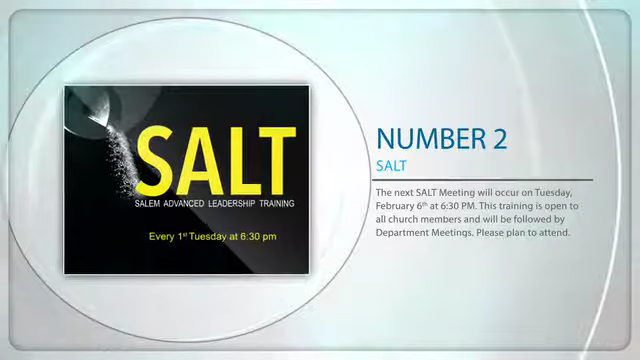 SALT
SALEM ADVANCED LEADERSHIP TRAINING
Every 1st Tuesday at 6:30 pm
NUMBER 2
SALT
The next SALT Meeting will occur on Tuesday,
February 6th at 6:30 PM. This training is open to
all church members and will be followed by
Department Meetings. Please plan to attend.